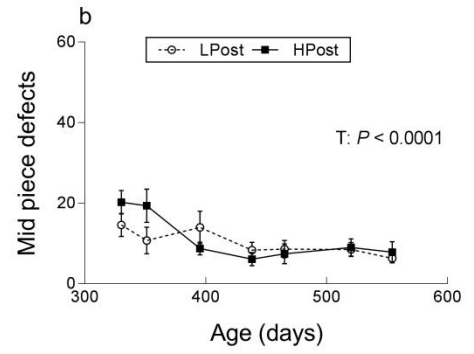 b
60
LPost HPost
40
T: P < 0.0001
Mid piece defects
20
0
300 400 500 600
Age (days)